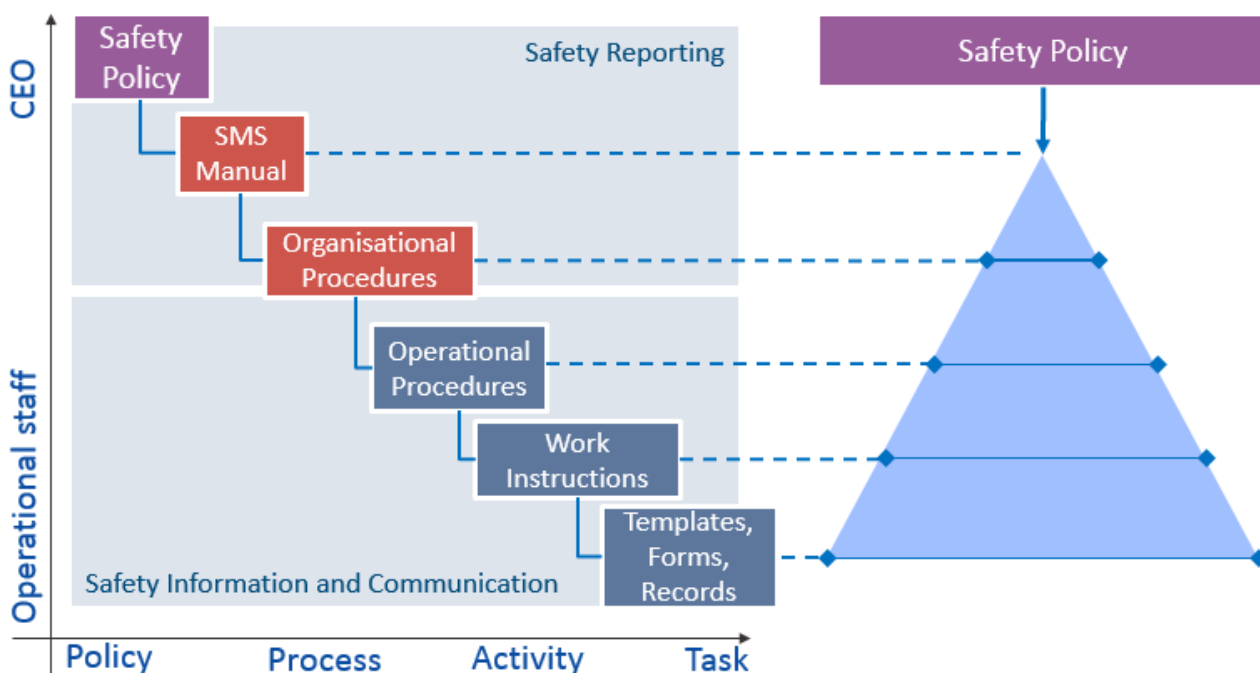 Safety
Policy
Safety Reporting
Safety Policy
CEO
SMS
Manual
Organisational
Procedures
Operational
Procedures
Operational staff
Work
Instructions
Templates,
Forms,
Records
Safety Information and Communication
Policy
Process
Activity
Task